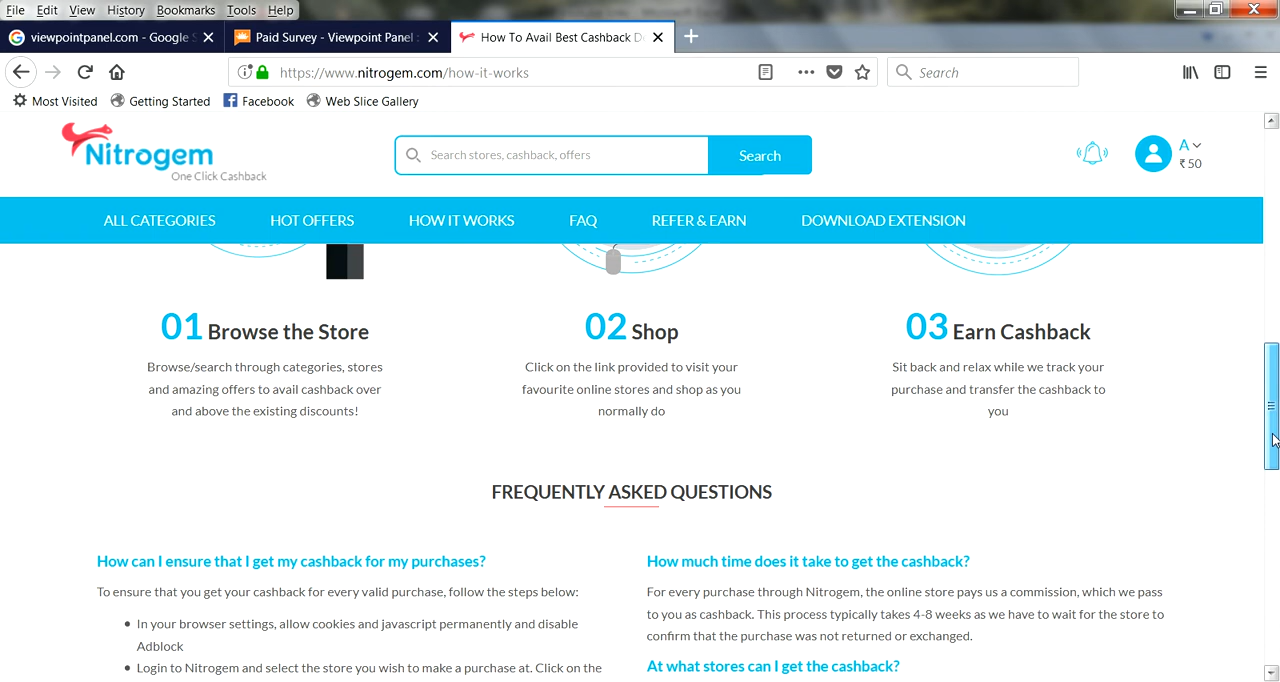 File Edit View History Bookmarks Tools Help
viewpointpanel.com - Google
Paid Survey - Viewpoint Panel
How To Avail Best Cashback D
https://www.nitrogem.com/how-it-works
Search
Most Visited Getting Started Facebook Web Slice Gallery
Nitrogem
One Click Cashback
Search stores, cashback, offers
Search
A
₹ 50
ALL CATEGORIES HOT OFFERS HOW IT WORKS FAQ REFER & EARN DOWNLOAD EXTENSION
01 Browse the Store
Browse/search through categories, stores
and amazing offers to avail cashback over
and above the existing discounts!
02 Shop
Click on the link provided to visit your
favourite online stores and shop as you
normally do
03 Earn Cashback
Sit back and relax while we track your
purchase and transfer the cashback to
you
FREQUENTLY ASKED QUESTIONS
How can I ensure that I get my cashback for my purchases?
To ensure that you get your cashback for every valid purchase, follow the steps below:
In your browser settings, allow cookies and javascript permanently and disable
Adblock
Login to Nitrogem and select the store you wish to make a purchase at. Click on the
How much time does it take to get the cashback?
For every purchase through Nitrogem, the online store pays us a commission, which we pass
to you as cashback. This process typically takes 4-8 weeks as we have to wait for the store to
confirm that the purchase was not returned or exchanged.
At what stores can I get the cashback?